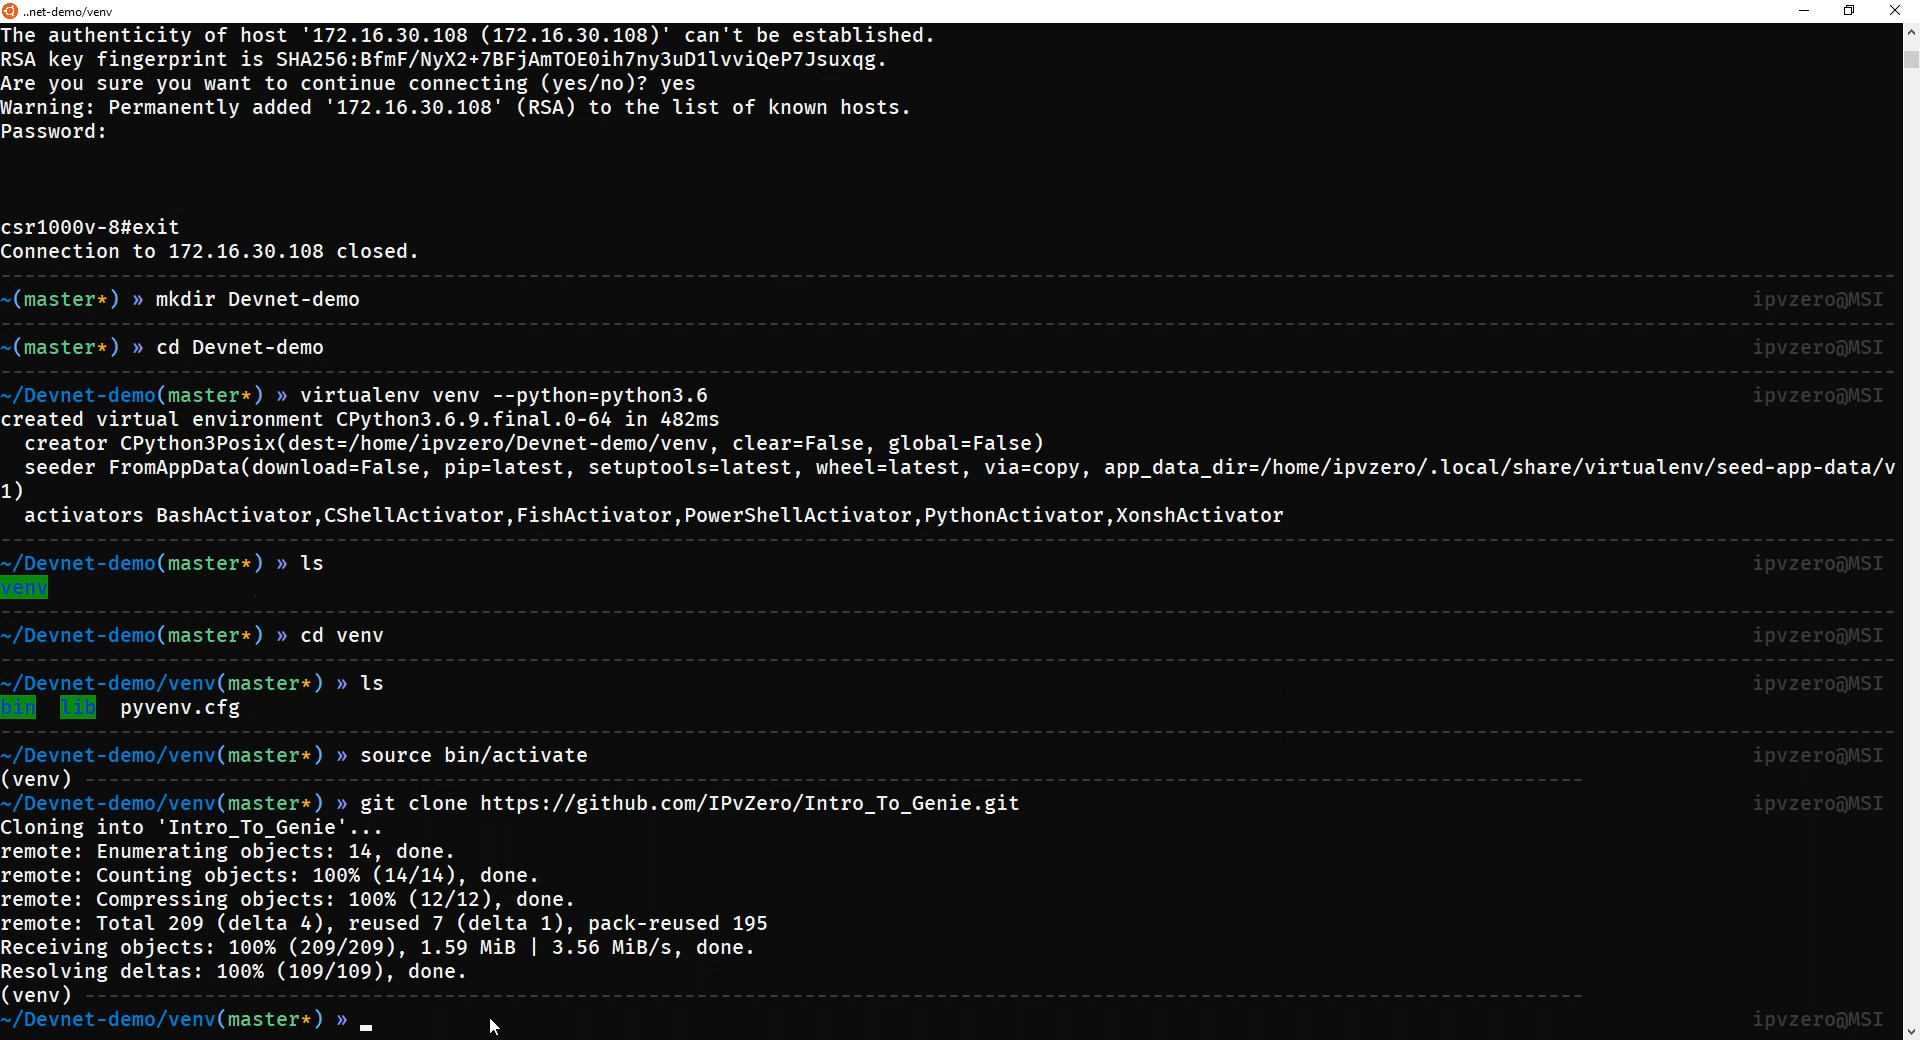 ..net-demo/venv
The authenticity of host '172.16.30.108 (172.16.30.108)' can't be established.
RSA key fingerprint is SHA256:BfmF/NyX2+7BFjAmTOE0ih7ny3uD1lvviQeP7Jsuxqg.
Are you sure you want to continue connecting (yes/no)? yes
Warning: Permanently added '172.16.30.108' (RSA) to the list of known hosts.
Password:
csr1000v-8#exit
Connection to 172.16.30.108 closed.
~(master*) » mkdir Devnet-demo ipvzero@MSI
~(master*) » cd Devnet-demo ipvzero@MSI
~/Devnet-demo(master*) » virtualenv venv --python=python3.6 ipvzero@MSI
created virtual environment CPython3.6.9.final.0-64 in 482ms
creator CPython3Posix(dest=/home/ipvzero/Devnet-demo/venv, clear=False, global=False)
seeder FromAppData(download=False, pip=latest, setuptools=latest, wheel=latest, via=copy, app_data_dir=/home/ipvzero/.local/share/virtualenv/seed-app-data/v
1)
activators BashActivator,CShellActivator,FishActivator,PowerShellActivator,PythonActivator,XonshActivator
~/Devnet-demo(master*) » ls ipvzero@MSI
venv
~/Devnet-demo(master*) » cd venv ipvzero@MSI
~/Devnet-demo/venv(master*) » ls ipvzero@MSI
bin lib pyvenv.cfg
~/Devnet-demo/venv(master*) » source bin/activate ipvzero@MSI
(venv)
~/Devnet-demo/venv(master*) » git clone https://github.com/IPvZero/Intro_To_Genie.git ipvzero@MSI
Cloning into 'Intro_To_Genie'...
remote: Enumerating objects: 14, done.
remote: Counting objects: 100% (14/14), done.
remote: Compressing objects: 100% (12/12), done.
remote: Total 209 (delta 4), reused 7 (delta 1), pack-reused 195
Receiving objects: 100% (209/209), 1.59 MiB | 3.56 MiB/s, done.
Resolving deltas: 100% (109/109), done.
(venv)
~/Devnet-demo/venv(master*) » _ ipvzero@MSI